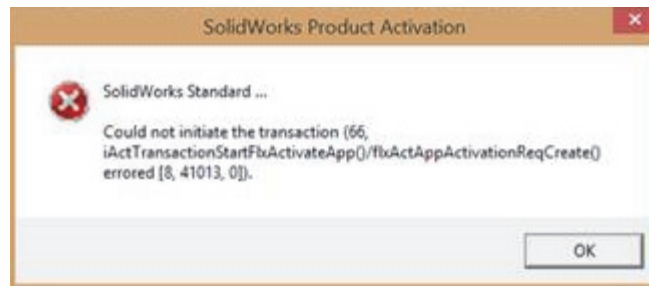 SolidWorks Product Activation
SolidWorks Standard ...
Could not initiate the transaction (66,
iActTransactionStartFlxActivateApp()/flxActAppActivationReqCreate()
errored [8, 41013, 0]).
OK